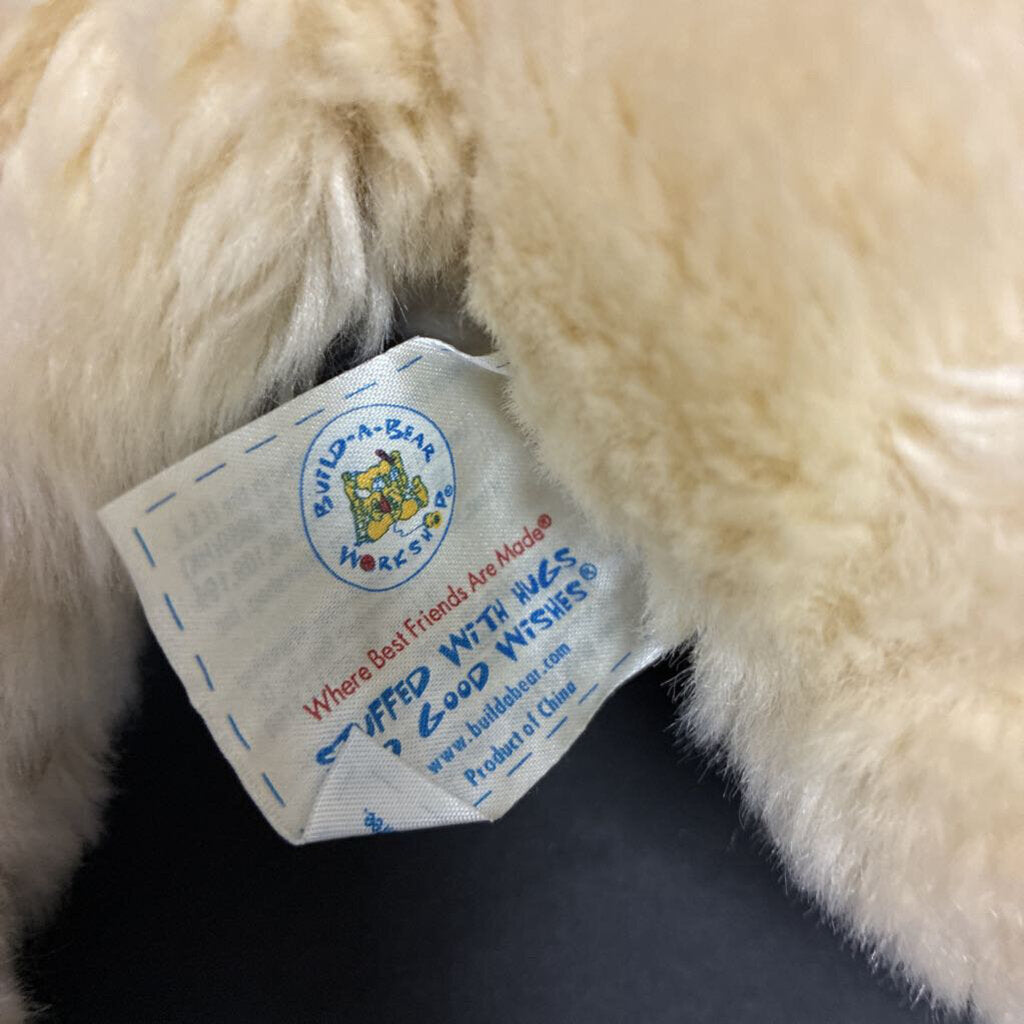 BUILD-A-BEAR
WORKSHOP®
Where Best Friends Are Made®
STUFFED WITH HUGS
GOOD WISHES®
www.buildabear.com
Product of China
&